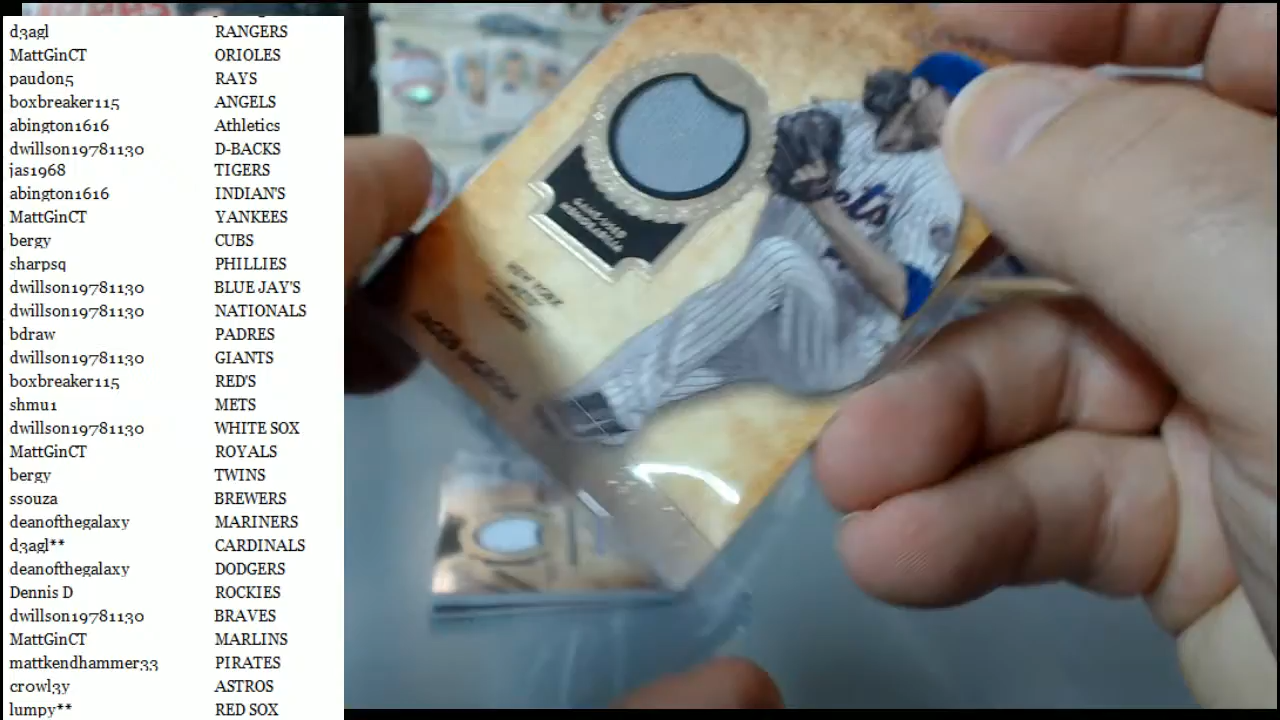 d3agl RANGERS
MattGinCT ORIOLES
paudon5 RAYS
boxbreaker115 ANGELS
abington1616 Athletics
dwillson19781130 D-BACKS
jas1968 TIGERS
abington1616 INDIAN'S
MattGinCT YANKEES
bergy CUBS
sharpsq PHILLIES
dwillson19781130 BLUE JAY'S
dwillson19781130 NATIONALS
bdraw PADRES
dwillson19781130 GIANTS
boxbreaker115 RED'S
shmu1 METS
dwillson19781130 WHITE SOX
MattGinCT ROYALS
bergy TWINS
ssouza BREWERS
deanofthegalaxy MARINERS
d3agl** CARDINALS
deanofthegalaxy DODGERS
Dennis D ROCKIES
dwillson19781130 BRAVES
MattGinCT MARLINS
mattkendhammer33 PIRATES
crowl3y ASTROS
lumpy** RED SOX
GAME-USED
MEMORABILIA
NEW YORK
METS